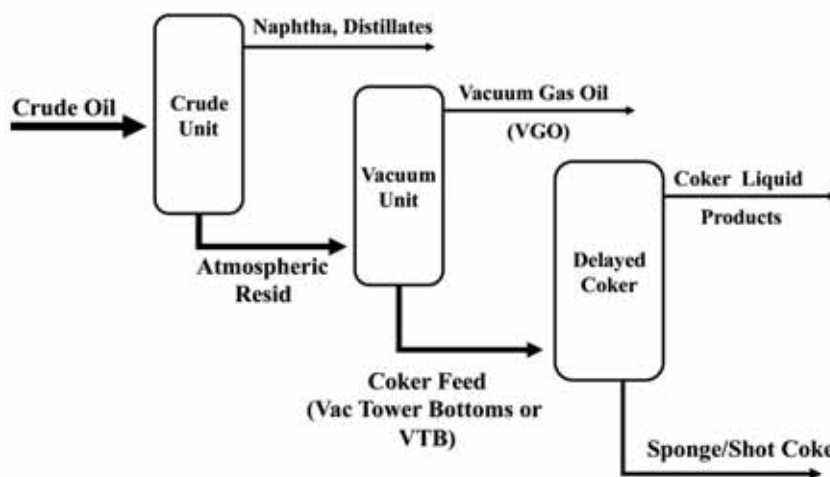 Naphtha, Distillates
Crude Oil
Crude
Unit
Vacuum Gas Oil
(VGO)
Vacuum
Unit
Atmospheric
Resid
Coker Liquid
Products
Delayed
Coker
Coker Feed
(Vac Tower Bottoms or
VTB)
Sponge/Shot Coke